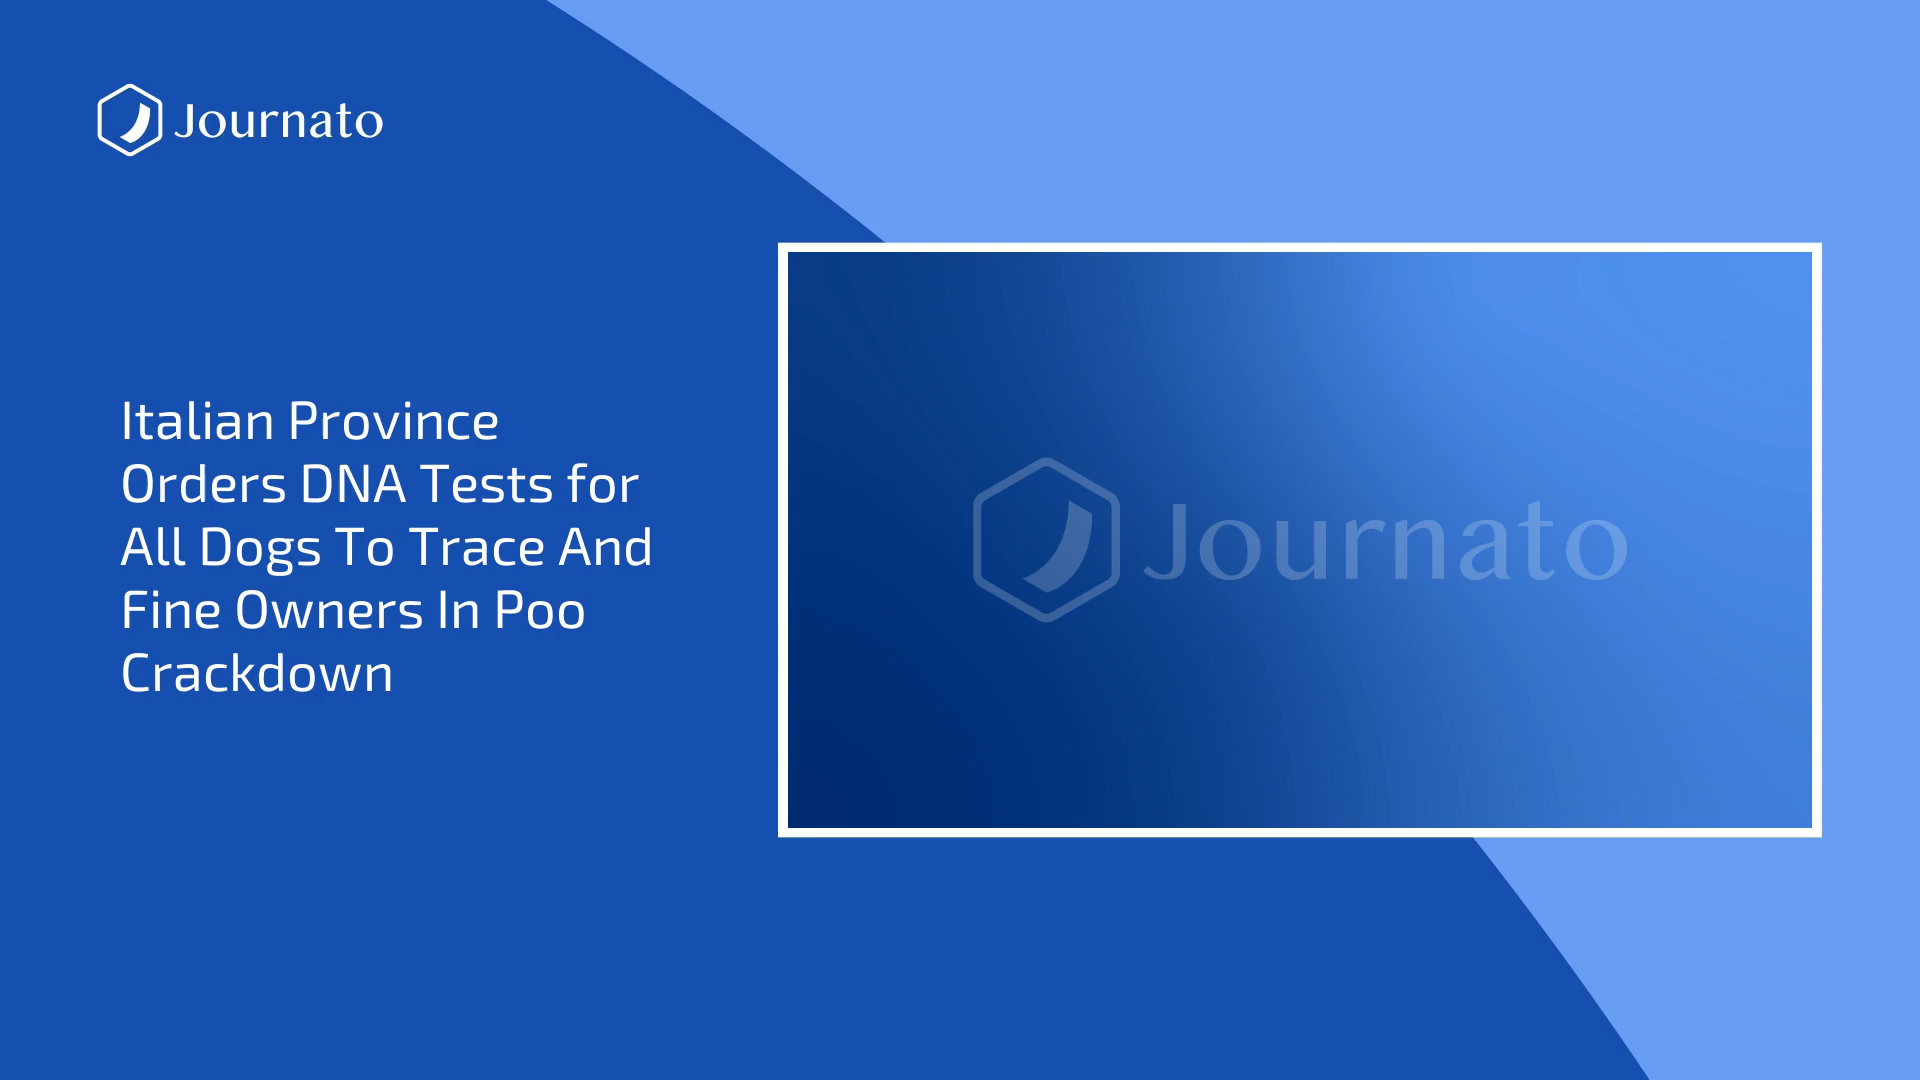 Journato
Italian Province
Orders DNA Tests for
All Dogs To Trace And
Fine Owners In Poo
Crackdown
Journato